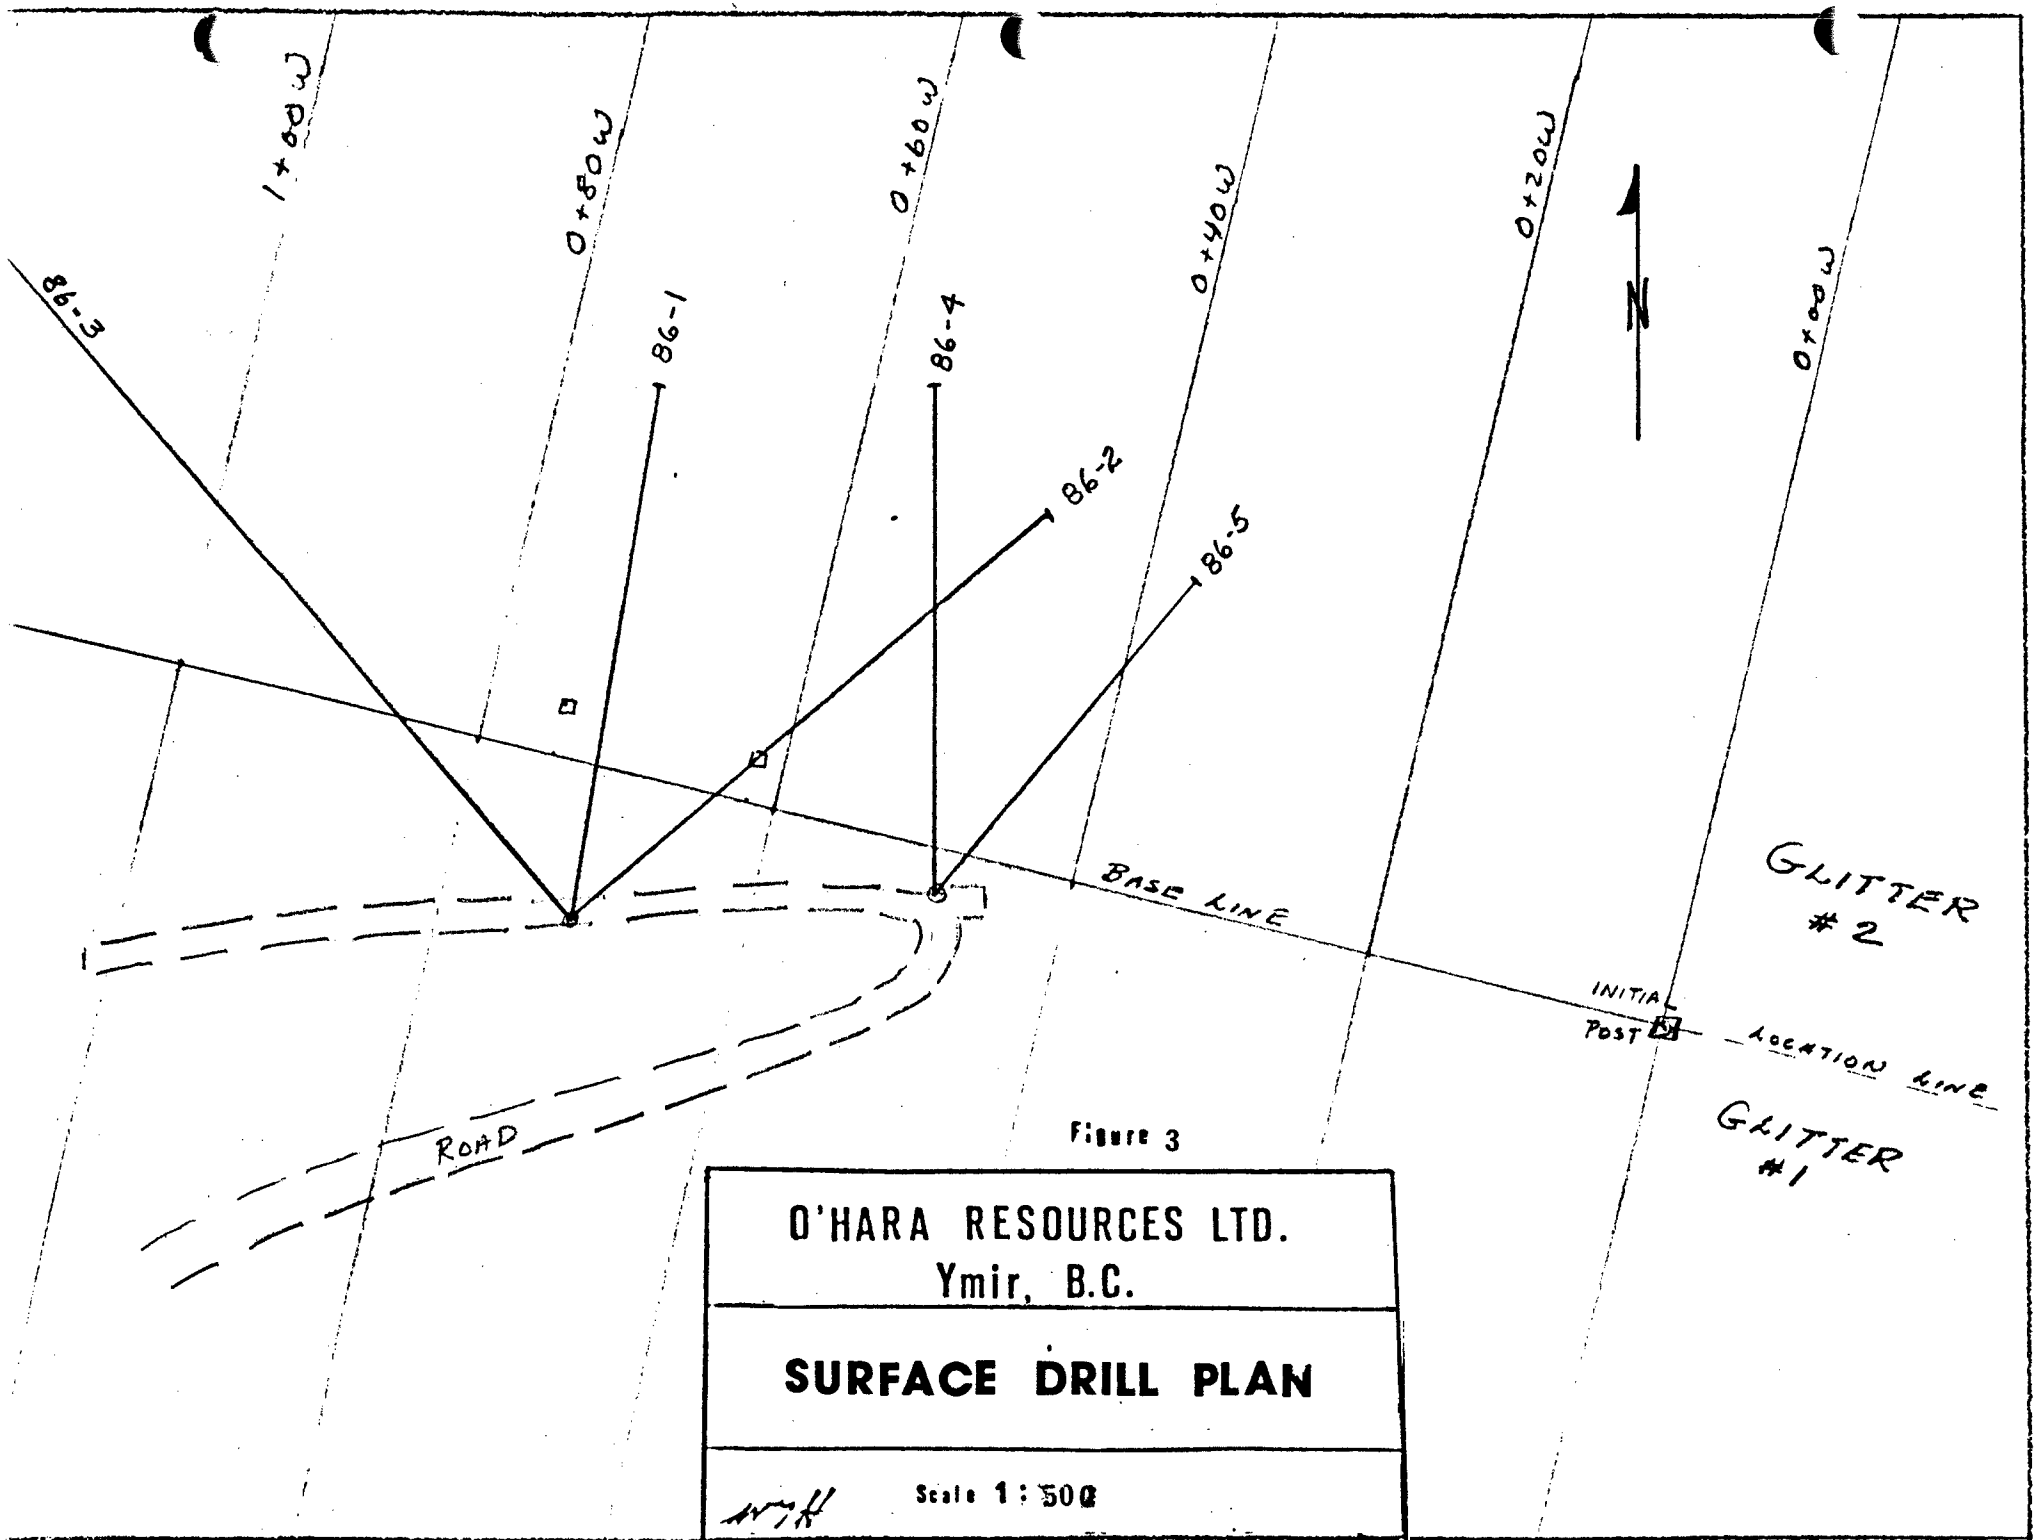 1+00W
0+80W
0+60W
0+40W
0+20W
0+00W
86-3
86-1
86-4
86-2
86-5
N
BASE LINE
GLITTER
#2
INITIAL
POST
LOCATION LINE
GLITTER
#1
ROAD
Figure 3
O'HARA RESOURCES LTD.
Ymir, B.C.
SURFACE DRILL PLAN
Scale 1:500